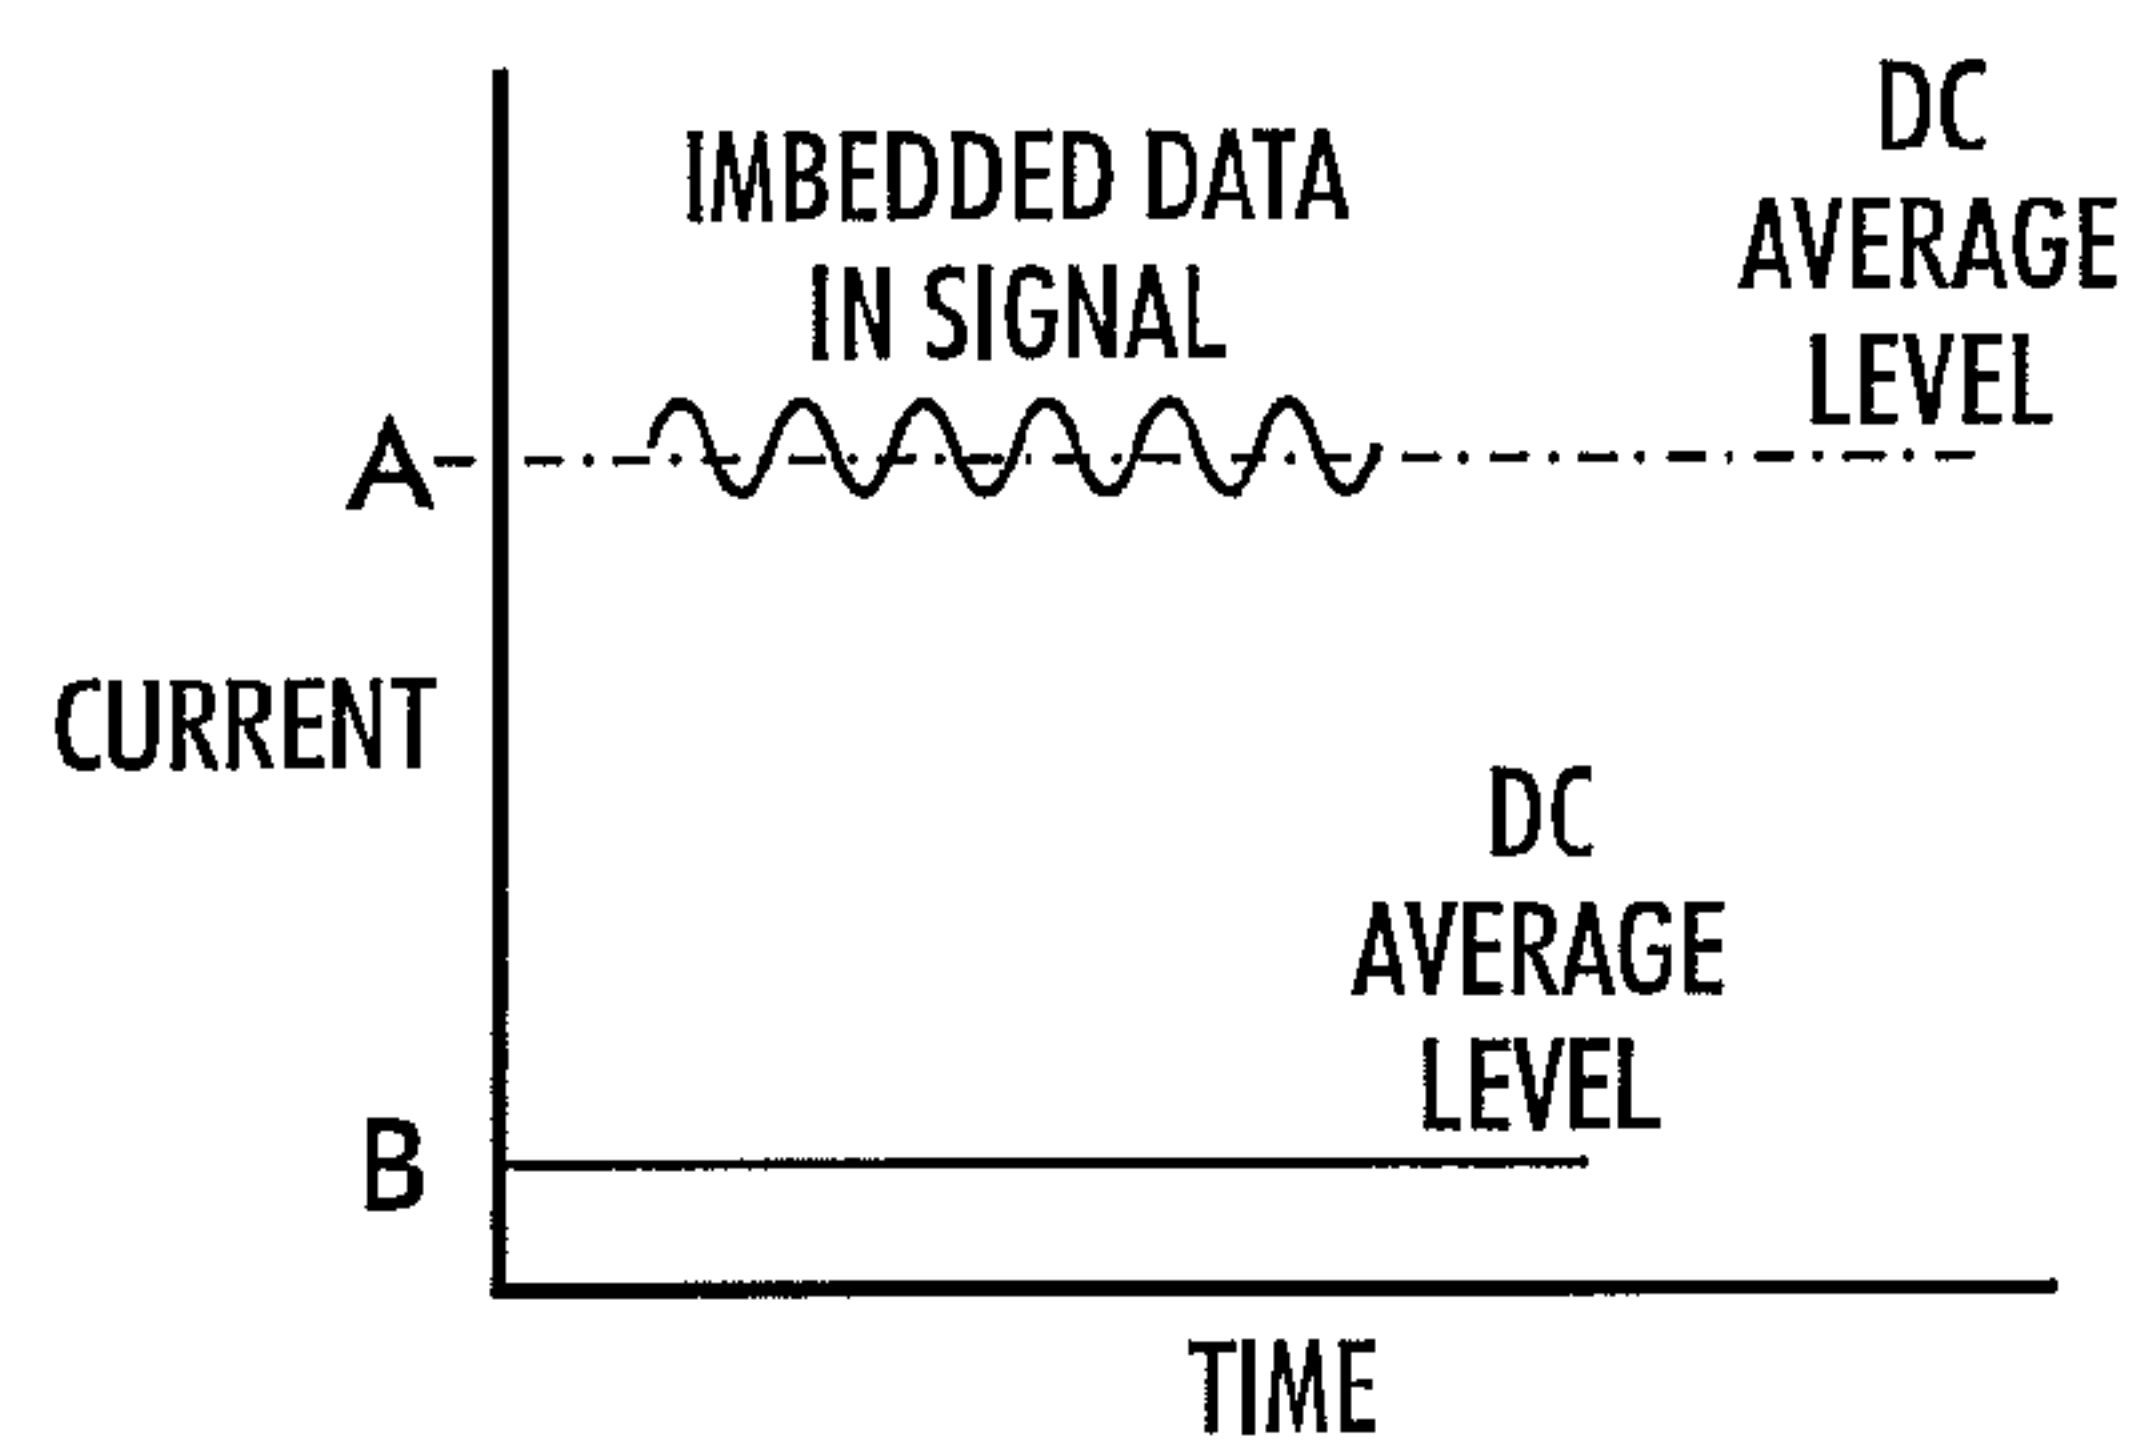 IMBEDDED DATA
IN SIGNAL
DC
AVERAGE
LEVEL
A
CURRENT
DC
AVERAGE
LEVEL
B
TIME